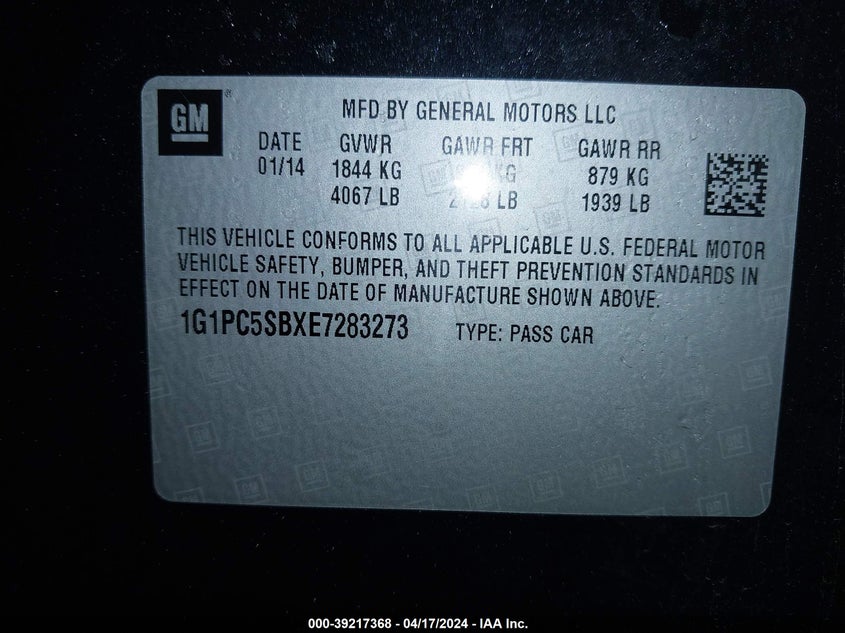 GM
MFD BY GENERAL MOTORS LLC
DATE GVWR GAWR FRT GAWR RR
01/14 1844 KG KG 879 KG
4067 LB LB 1939 LB
THIS VEHICLE CONFORMS TO ALL APPLICABLE U.S. FEDERAL MOTOR
VEHICLE SAFETY, BUMPER, AND THEFT PREVENTION STANDARDS IN
EFFECT ON THE DATE OF MANUFACTURE SHOWN ABOVE.
1G1PC5SBXE7283273 TYPE: PASS CAR
000-39217368 - 04/17/2024 - IAA Inc.